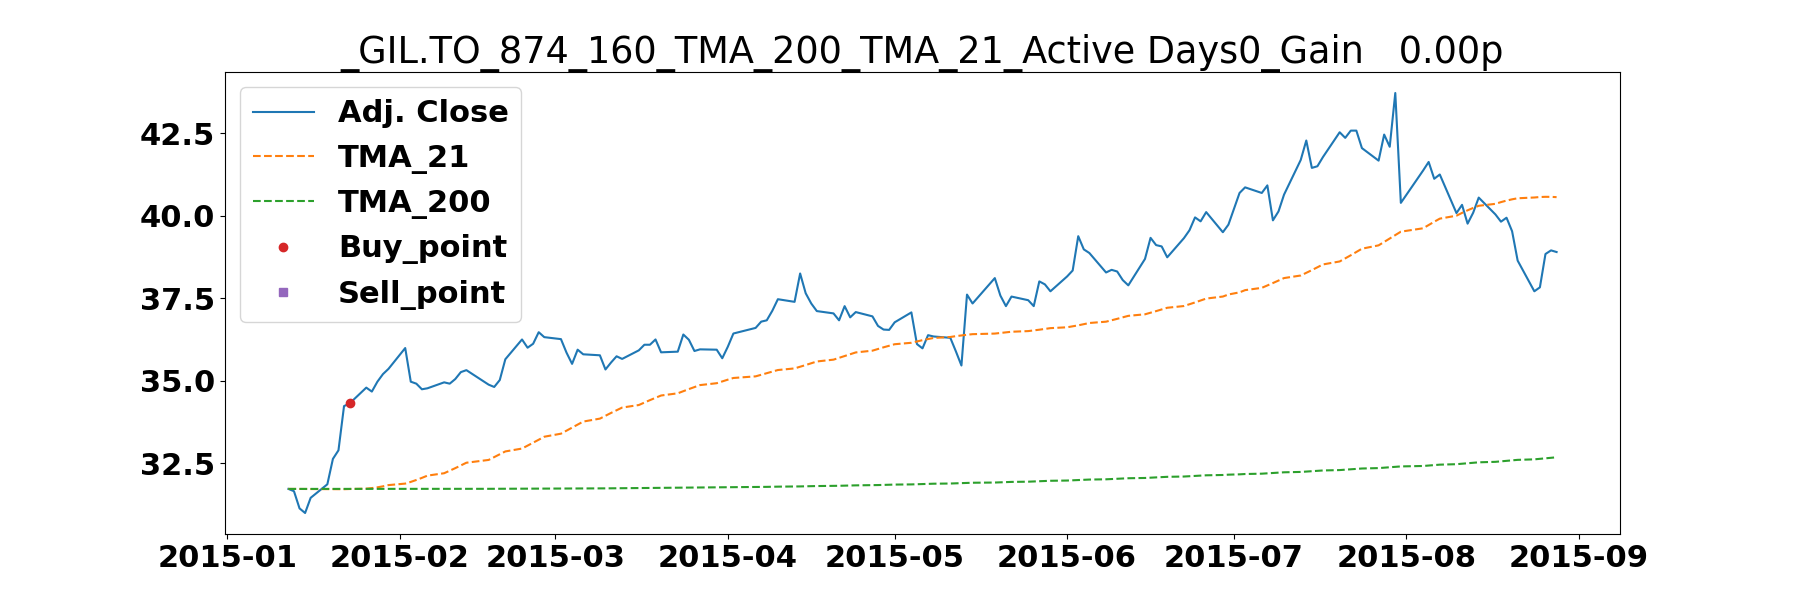 _GIL.TO_874_160_TMA_200_TMA_21_Active Days0_Gain   0.00p
Adj. Close
TMA_21
TMA_200
Buy_point
Sell_point
42.5
40.0
37.5
35.0
32.5
2015-01 2015-02 2015-03 2015-04 2015-05 2015-06 2015-07 2015-08 2015-09